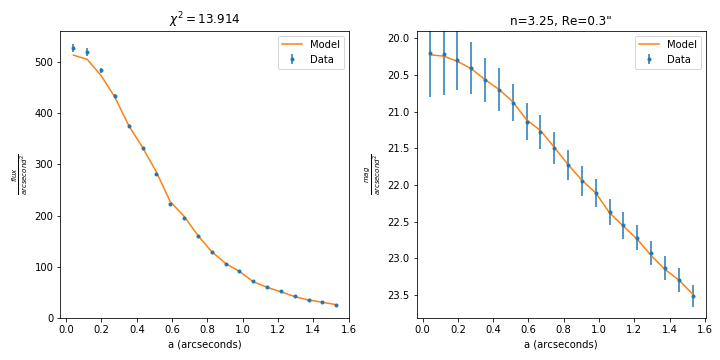 χ² = 13.914
Model
Data
500
400
300
200
100
0
flux
arcsecond²
0.0 0.2 0.4 0.6 0.8 1.0 1.2 1.4 1.6
a (arcseconds)
n=3.25, Re=0.3"
Model
Data
20.0
20.5
21.0
21.5
22.0
22.5
23.0
23.5
mag
arcsecond²
0.0 0.2 0.4 0.6 0.8 1.0 1.2 1.4 1.6
a (arcseconds)